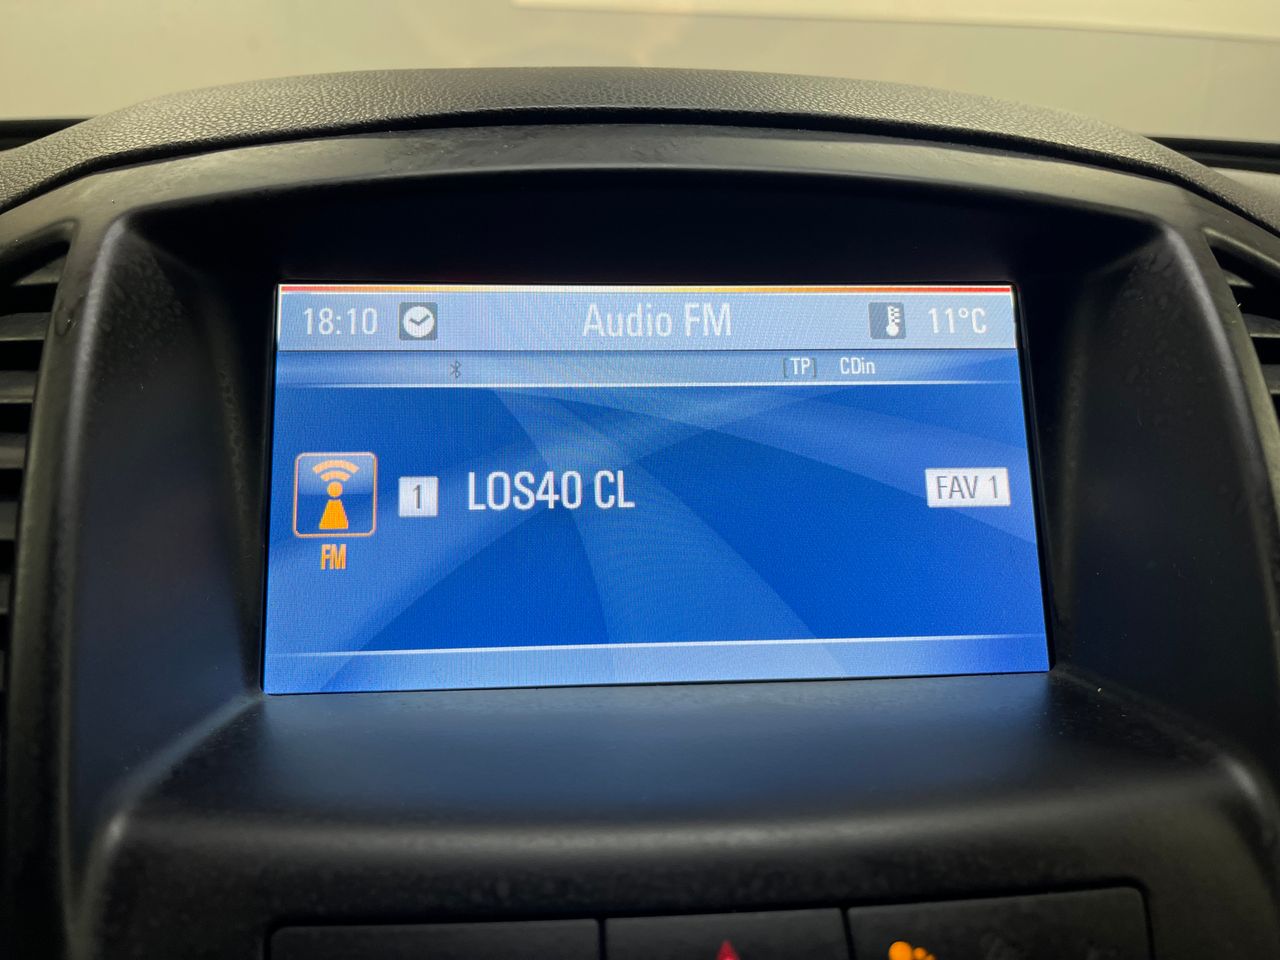 18:10 Audio FM 11°C
[TP] CDin
1 LOS40 CL FAV 1
FM